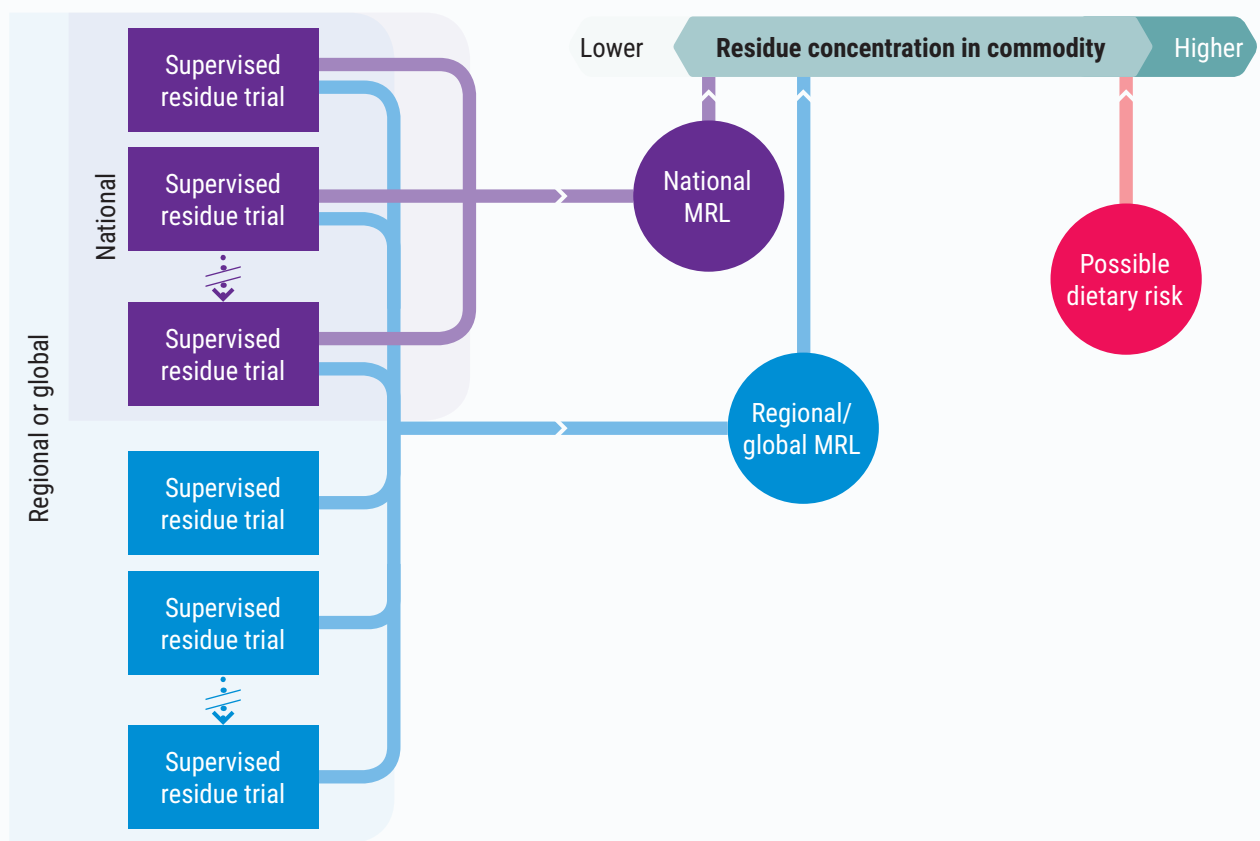 Lower
Residue concentration in commodity
Higher
Regional or global
National
Supervised
residue trial
Supervised
residue trial
Supervised
residue trial
Supervised
residue trial
Supervised
residue trial
Supervised
residue trial
National
MRL
Regional/
global MRL
Possible
dietary risk